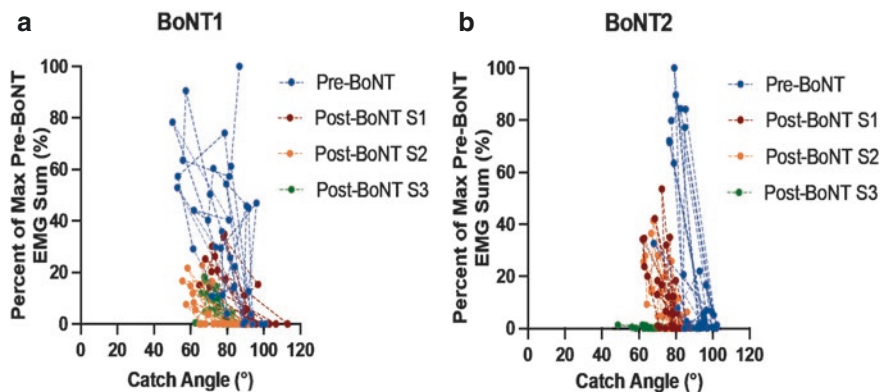 a
BoNT1
Percent of Max Pre-BoNT
EMG Sum (%)
100
80
60
40
20
0
0 20 40 60 80 100 120
Catch Angle (°)
Pre-BoNT
Post-BoNT S1
Post-BoNT S2
Post-BoNT S3
b
BoNT2
Percent of Max Pre-BoNT
EMG Sum (%)
100
80
60
40
20
0
0 20 40 60 80 100 120
Catch Angle (°)
Pre-BoNT
Post-BoNT S1
Post-BoNT S2
Post-BoNT S3